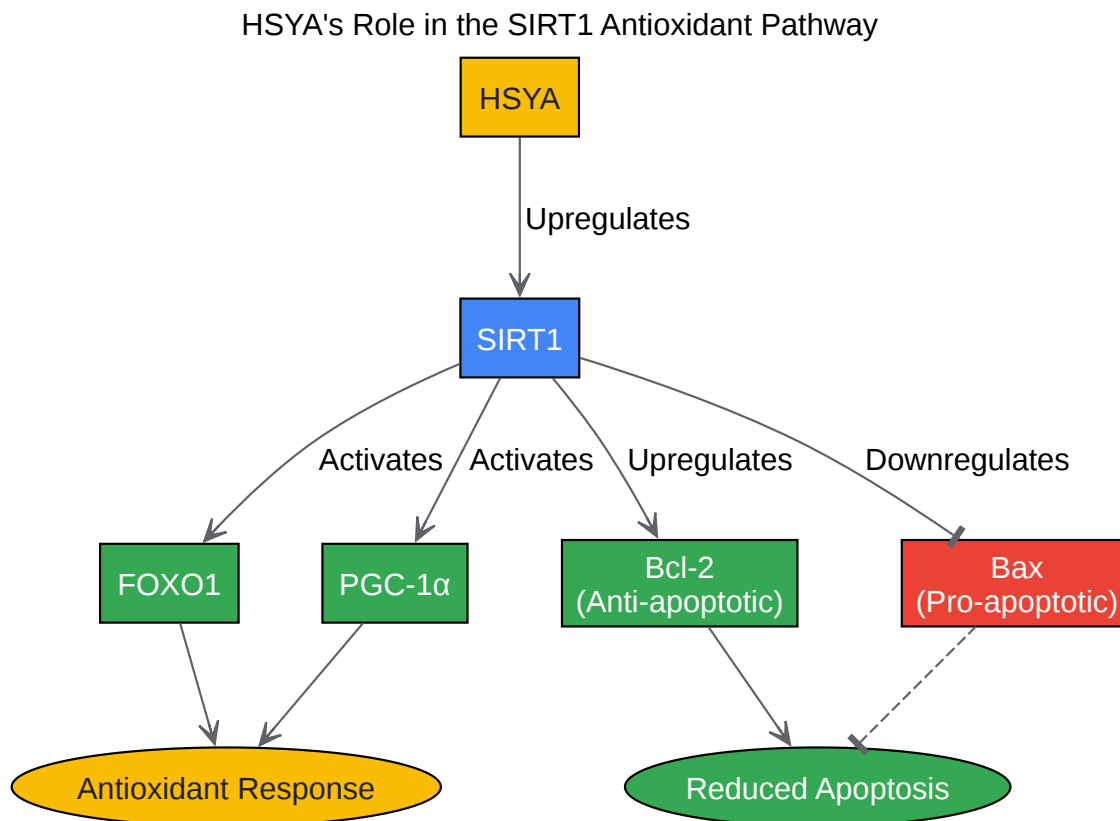 HSYA's Role in the SIRT1 Antioxidant Pathway
HSYA
Upregulates
SIRT1
Activates
Activates
Upregulates
Downregulates
FOXO1
PGC-1α
Bcl-2
(Anti-apoptotic)
Bax
(Pro-apoptotic)
Antioxidant Response
Reduced Apoptosis